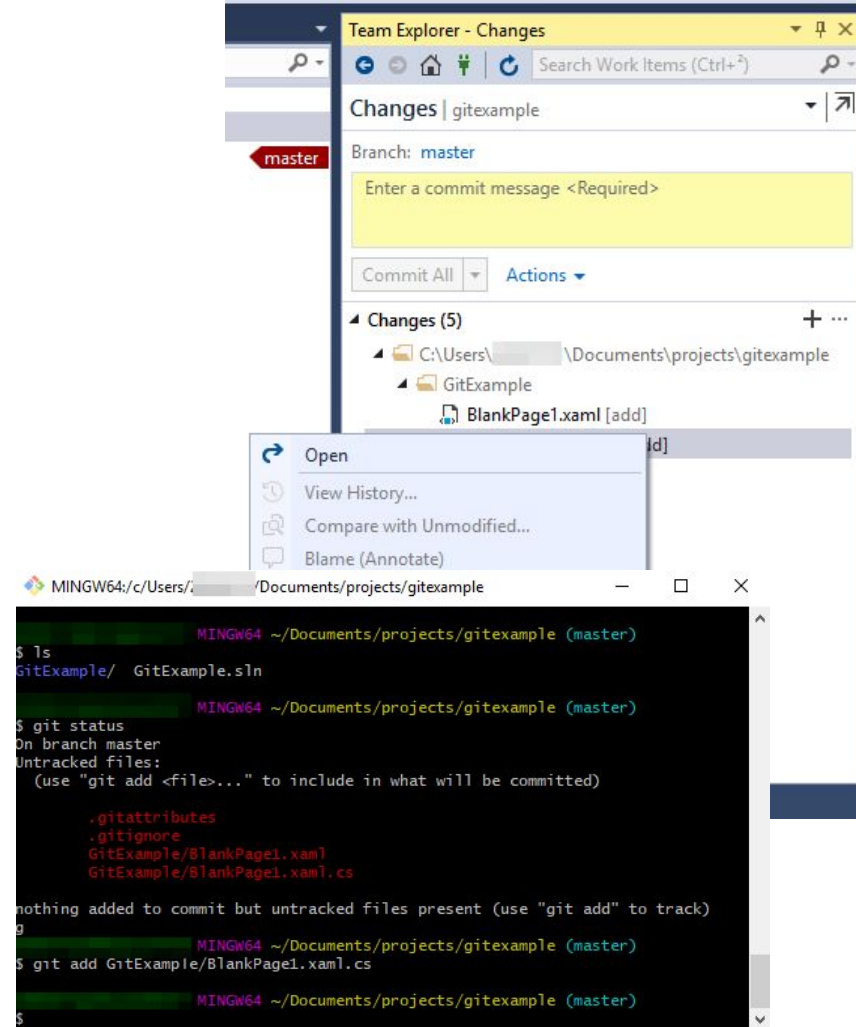 Team Explorer - Changes
Search Work Items (Ctrl+²)
Changes | gitexample
master
Branch: master
Enter a commit message <Required>
Commit All
Actions
Changes (5)
C:\Users\ \Documents\projects\gitexample
GitExample
BlankPage1.xaml [add]
Open
View History...
Compare with Unmodified...
Blame (Annotate)
MINGW64:/c/Users/ /Documents/projects/gitexample
MINGW64 ~/Documents/projects/gitexample (master)
$ ls
GitExample/ GitExample.sln
MINGW64 ~/Documents/projects/gitexample (master)
$ git status
On branch master
Untracked files:
(use "git add <file>..." to include in what will be committed)
.gitattributes
.gitignore
GitExample/BlankPage1.xaml
GitExample/BlankPage1.xaml.cs
nothing added to commit but untracked files present (use "git add" to track)
g
MINGW64 ~/Documents/projects/gitexample (master)
$ git add GitExample/BlankPage1.xaml.cs
MINGW64 ~/Documents/projects/gitexample (master)
$